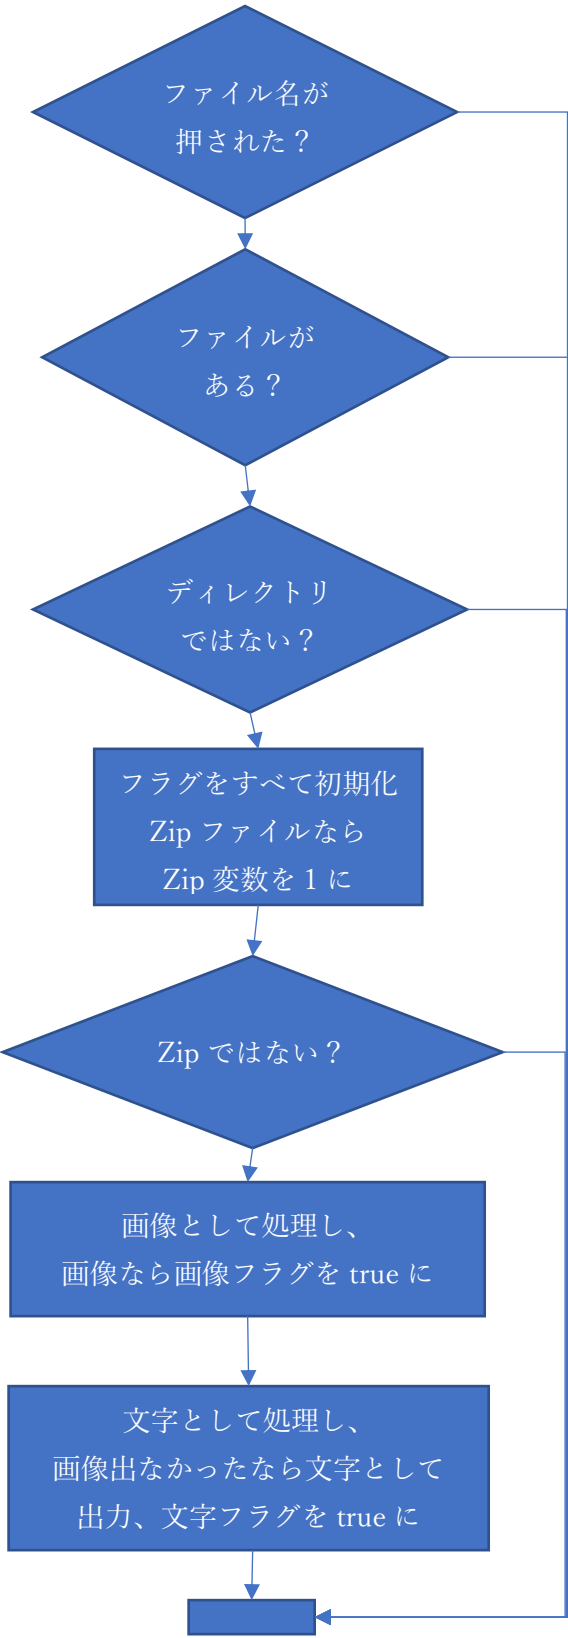 ファイル名が
押された？
ファイルが
ある？
ディレクトリ
ではない？
フラグをすべて初期化
Zip ファイルなら
Zip 変数を 1 に
Zip ではない？
画像として処理し、
画像なら画像フラグを true に
文字として処理し、
画像出なかったなら文字として
出力、文字フラグを true に